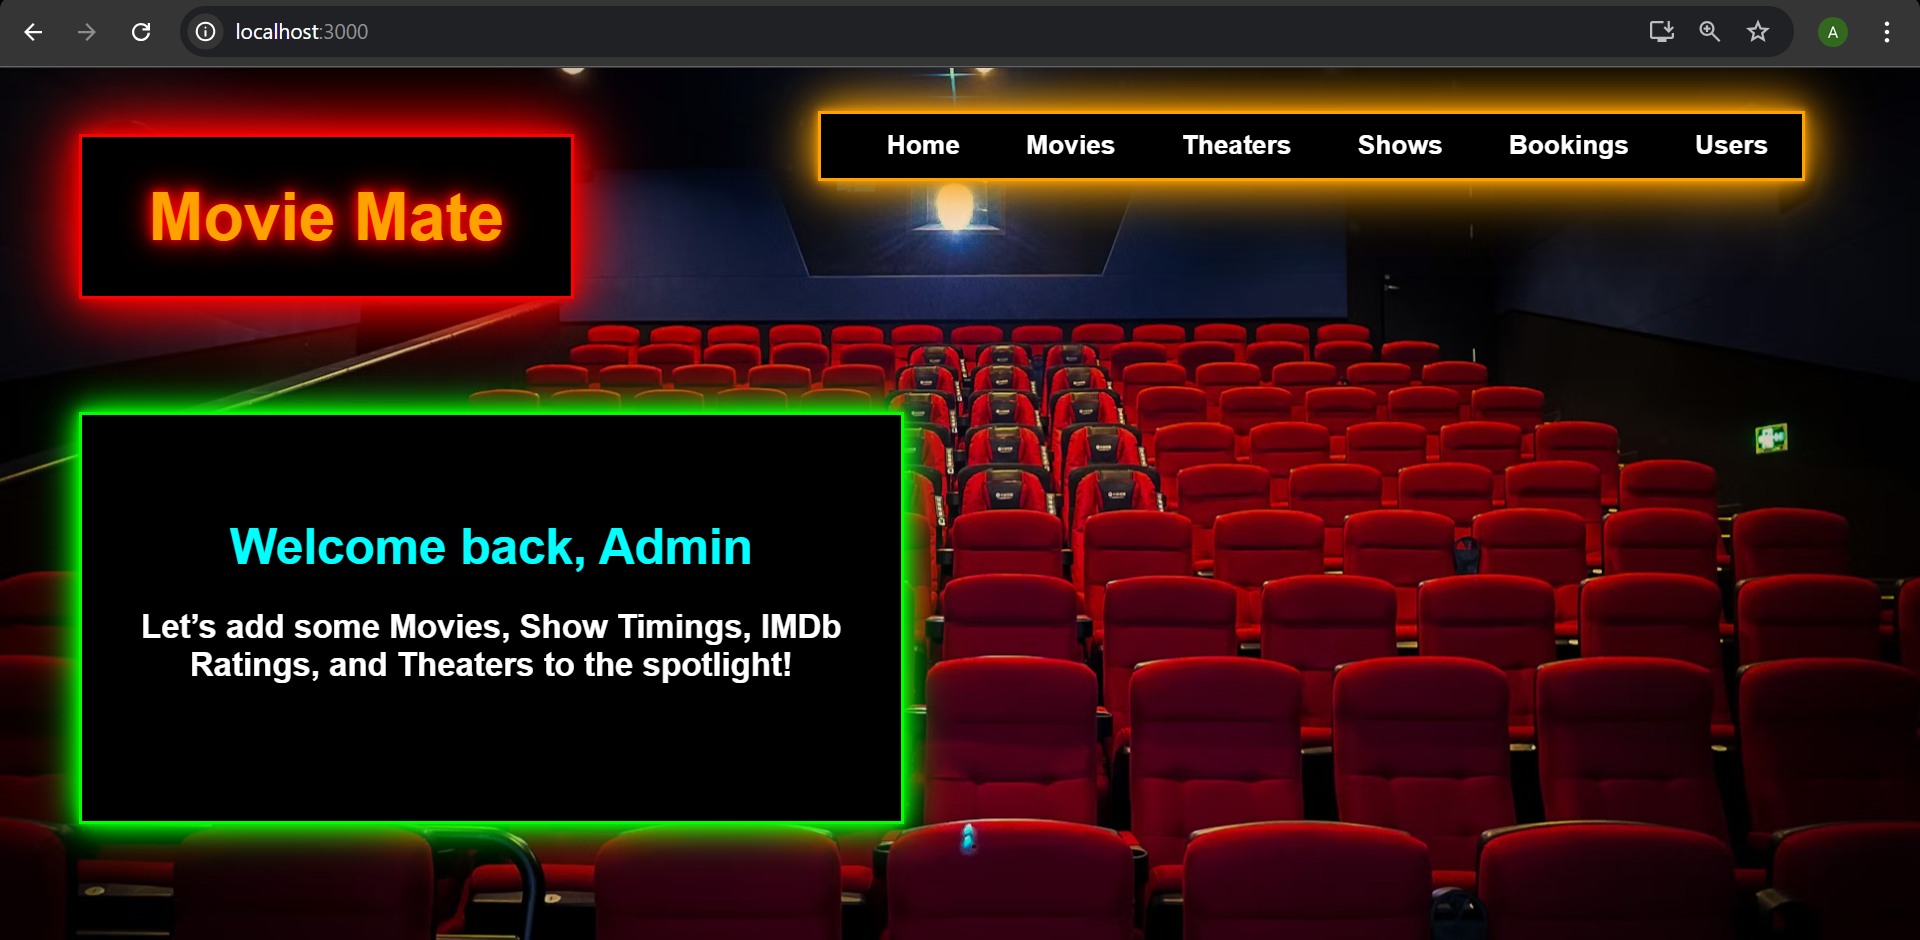 localhost:3000
A
Home Movies Theaters Shows Bookings Users
Movie Mate
Welcome back, Admin
Let’s add some Movies, Show Timings, IMDb
Ratings, and Theaters to the spotlight!